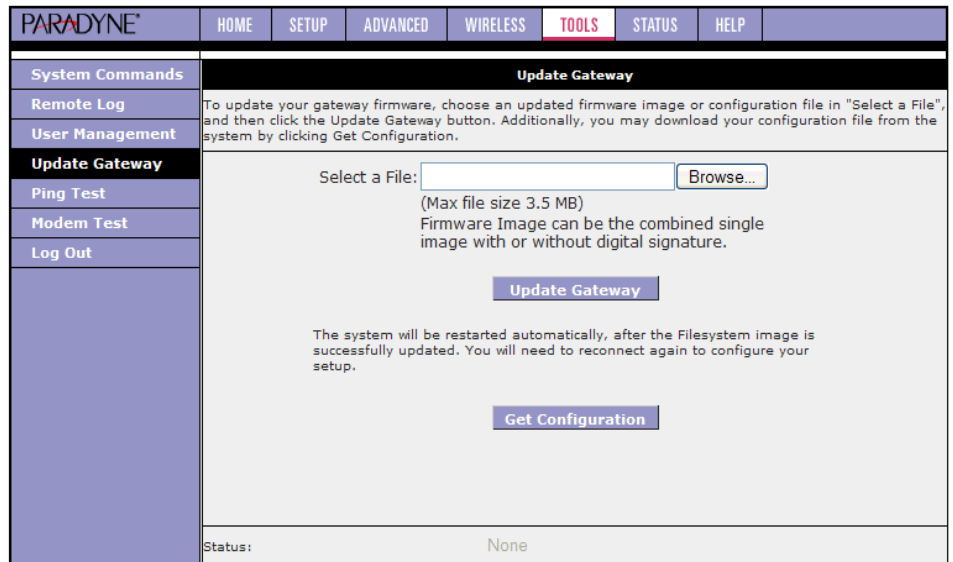 PARADYNE®
HOME SETUP ADVANCED WIRELESS TOOLS STATUS HELP
System Commands
Remote Log
User Management
Update Gateway
Ping Test
Modem Test
Log Out
Update Gateway
To update your gateway firmware, choose an updated firmware image or configuration file in "Select a File",
and then click the Update Gateway button. Additionally, you may download your configuration file from the
system by clicking Get Configuration.
Select a File: Browse...
(Max file size 3.5 MB)
Firmware Image can be the combined single
image with or without digital signature.
Update Gateway
The system will be restarted automatically, after the Filesystem image is
successfully updated. You will need to reconnect again to configure your
setup.
Get Configuration
Status: None